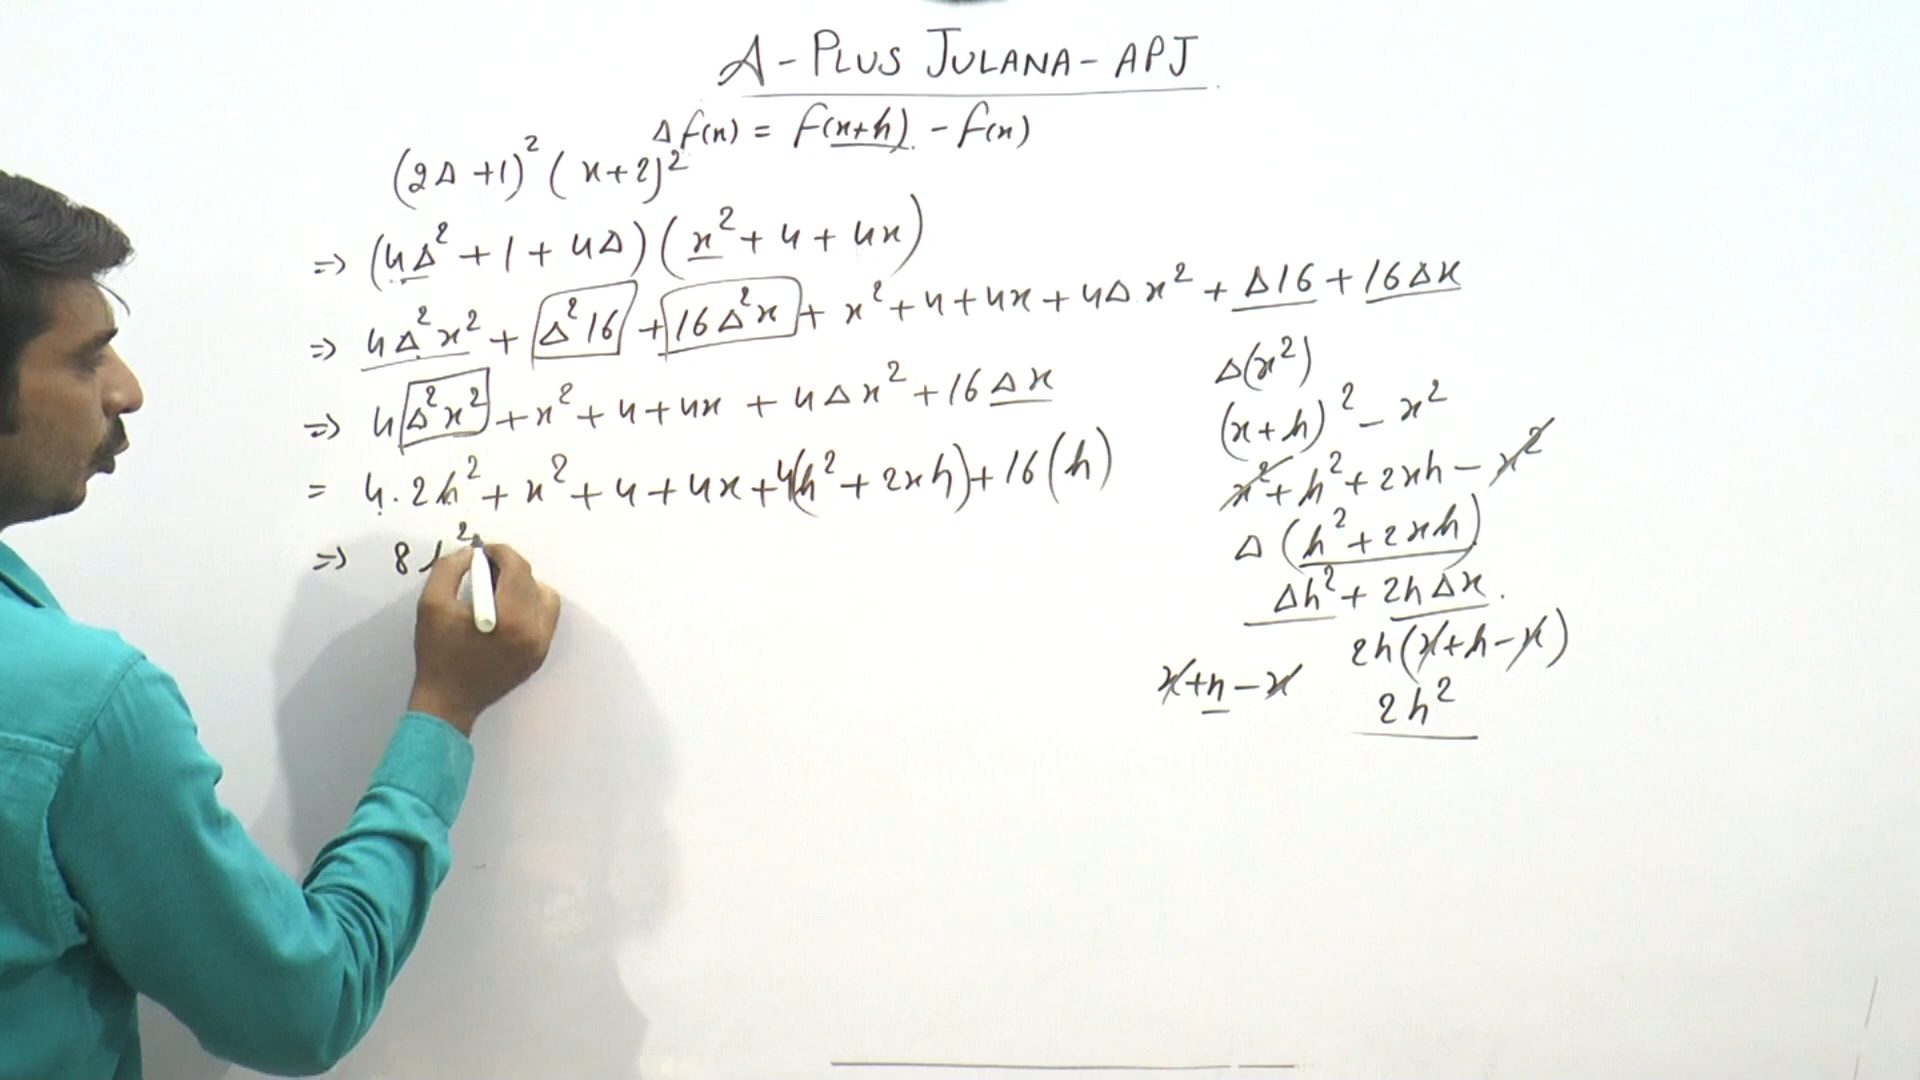 A-PLUS JULANA-APJ
Δf(x) = f(x+h) - f(x)
(2Δ+1)² (x+2)²
⇒ (4Δ² + 1 + 4Δ) (x² + 4 + 4x)
⇒ 4Δ²x² + Δ²16 + 16Δ²x + x² + 4 + 4x + 4Δx² + Δ16 + 16Δx
⇒ 4Δ²x² + x² + 4 + 4x + 4Δx² + 16Δx
= 4·2h² + x² + 4 + 4x + 4(h² + 2xh) + 16(h)
⇒ 8h²
Δ(x²)
(x+h)² - x²
x² + h² + 2xh - x²
Δ(h² + 2xh)
Δh² + 2hΔx.
2h(x+h-x)
x+h-x
2h²